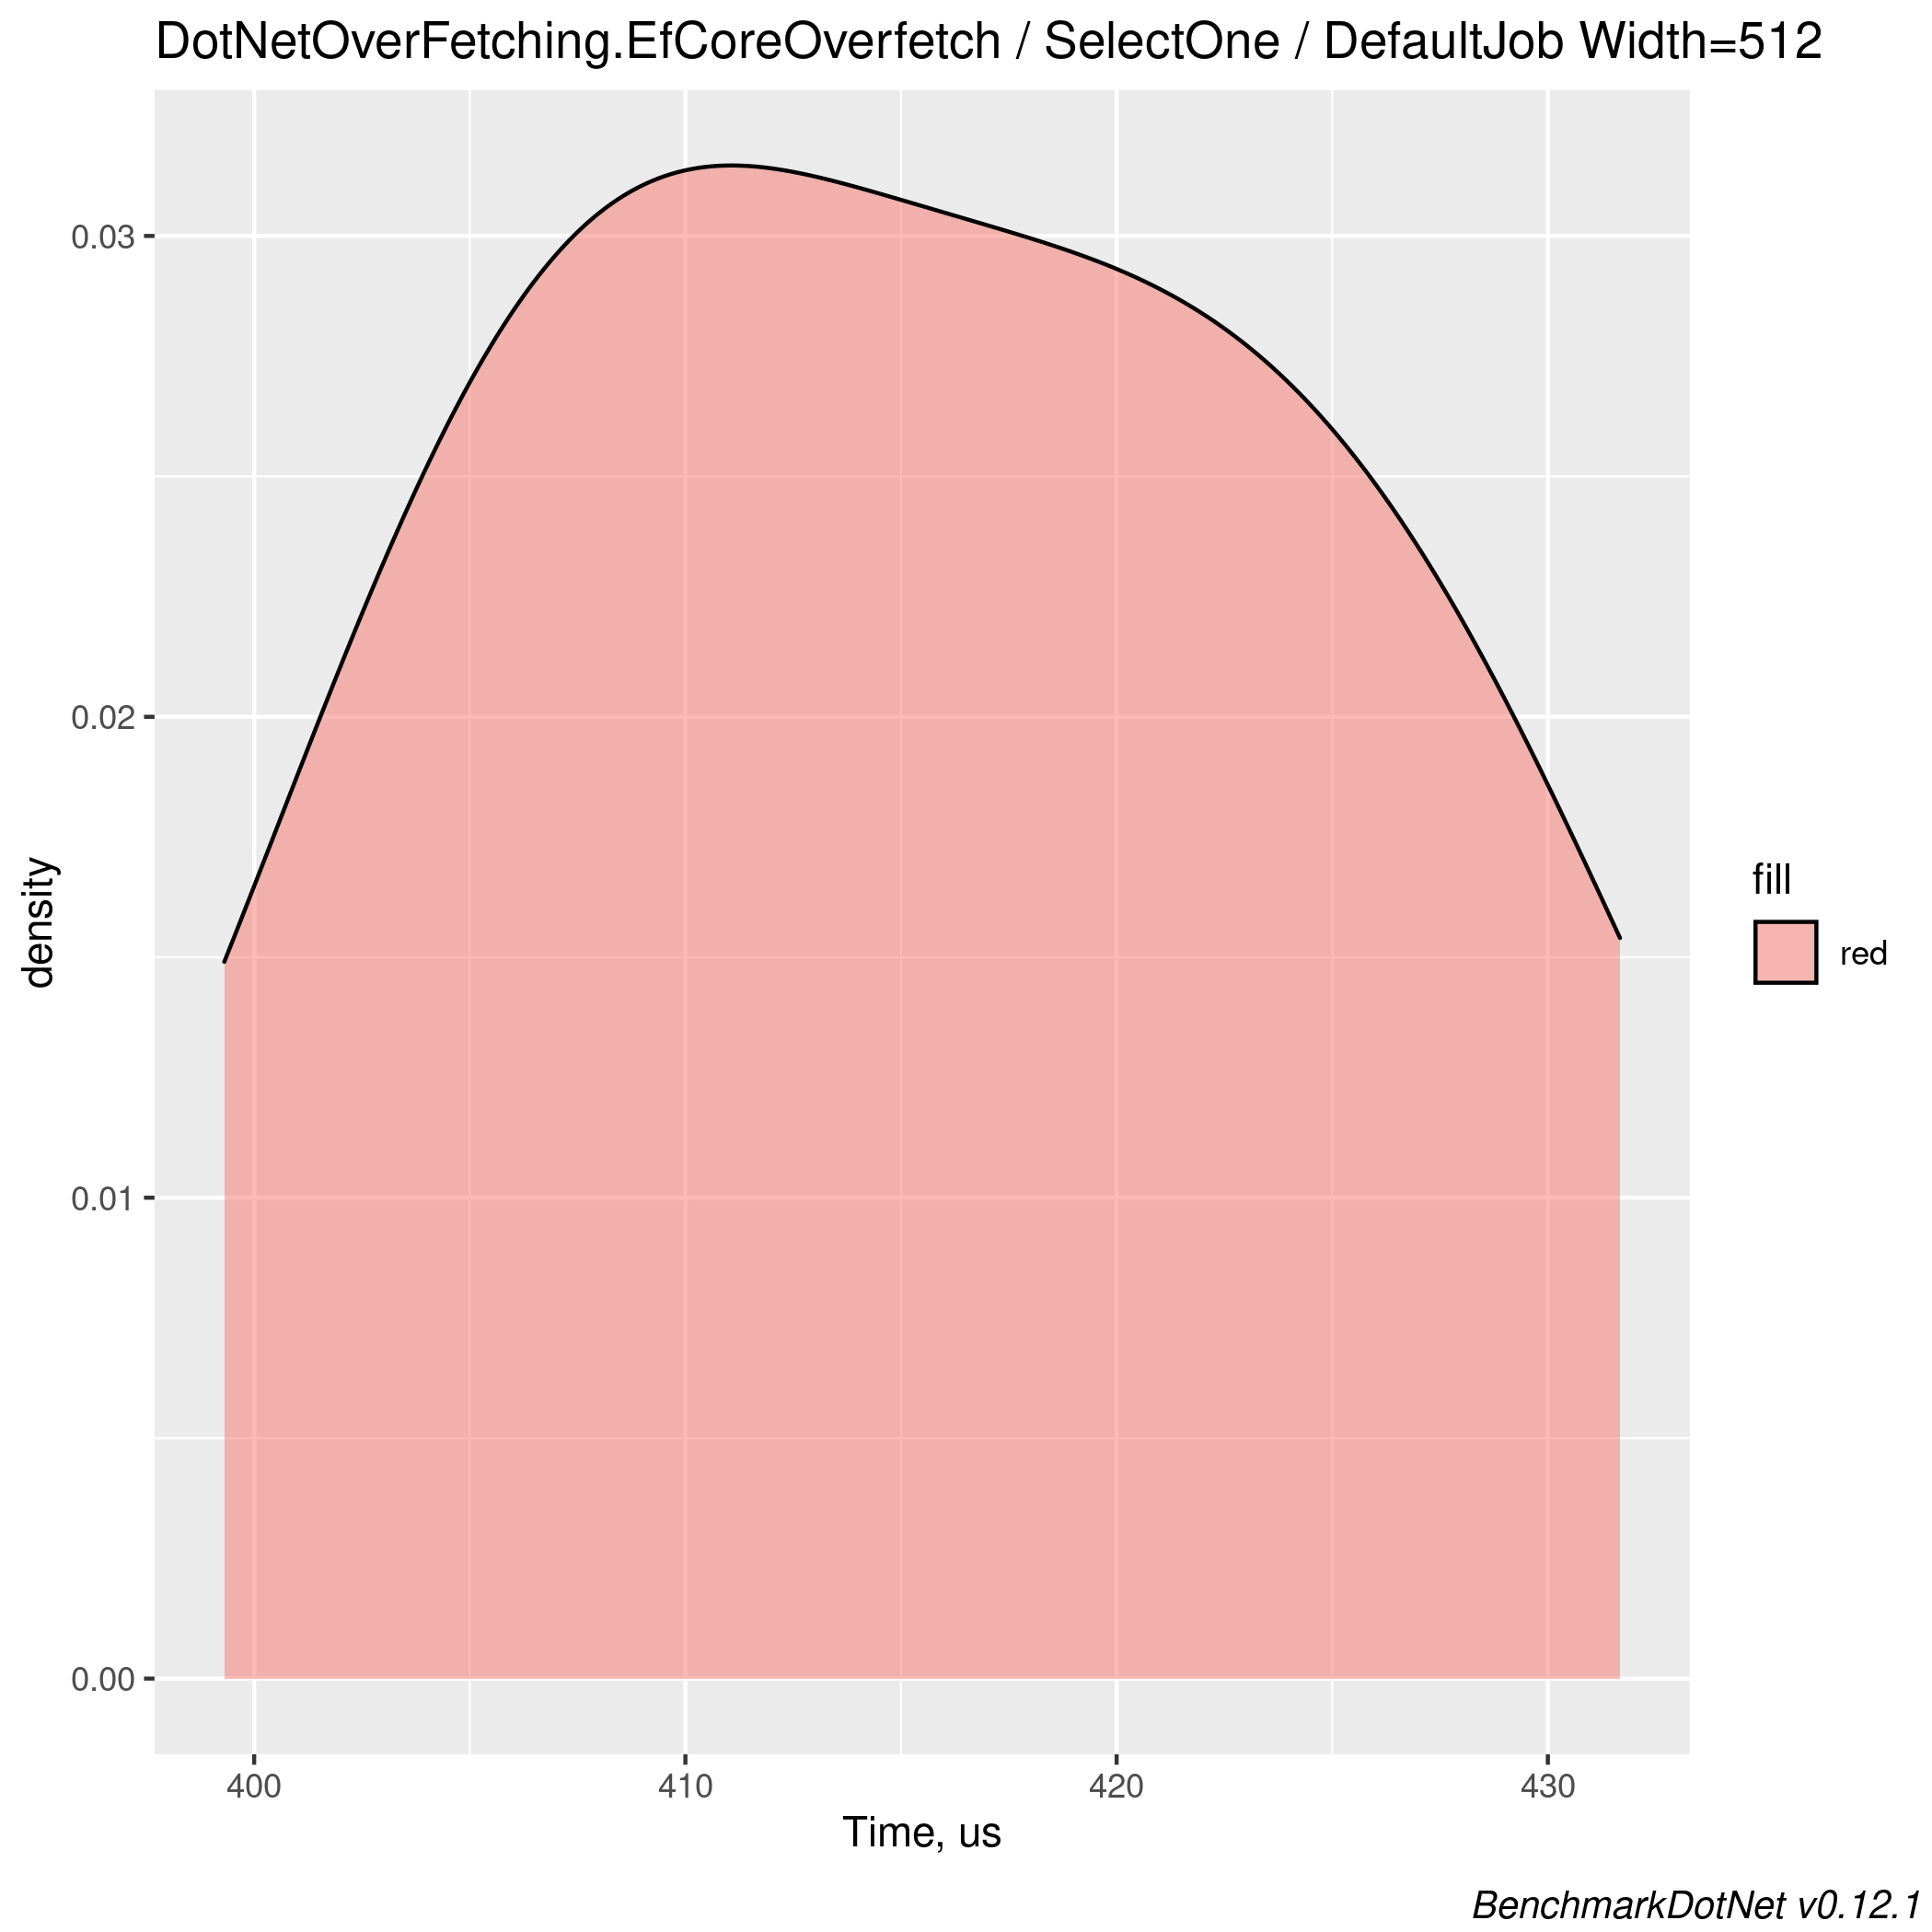 DotNetOverFetching.EfCoreOverfetch / SelectOne / DefaultJob Width=512
0.03
0.02
0.01
0.00
density
400 410 420 430
Time, us
fill
red
BenchmarkDotNet v0.12.1